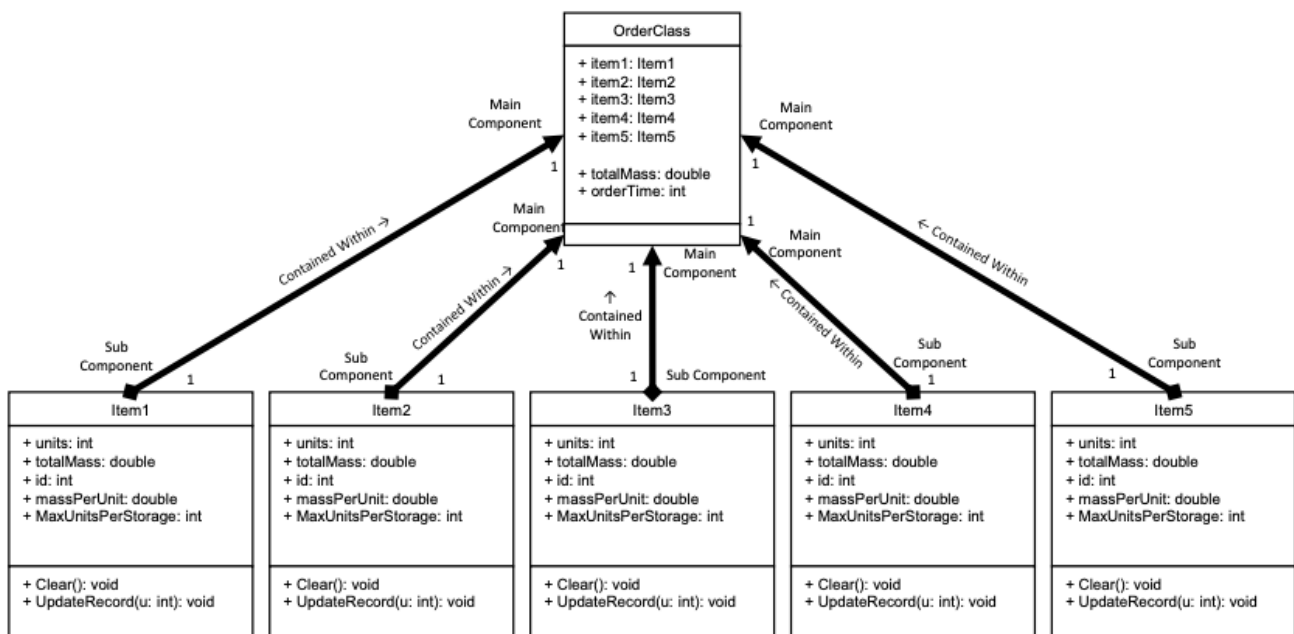 OrderClass
+ item1: Item1
+ item2: Item2
+ item3: Item3
+ item4: Item4
+ item5: Item5
+ totalMass: double
+ orderTime: int
Main
Component
1
Contained Within →
Sub
Component
1
Main
Component
1
Contained Within →
Sub
Component
1
Main
Component
1
↑
Contained
Within
1
Sub Component
1
Main
Component
← Contained Within
Sub
Component
1
Main
Component
1
← Contained Within
Sub
Component
1
Item1
+ units: int
+ totalMass: double
+ id: int
+ massPerUnit: double
+ MaxUnitsPerStorage: int
+ Clear(): void
+ UpdateRecord(u: int): void
Item2
+ units: int
+ totalMass: double
+ id: int
+ massPerUnit: double
+ MaxUnitsPerStorage: int
+ Clear(): void
+ UpdateRecord(u: int): void
Item3
+ units: int
+ totalMass: double
+ id: int
+ massPerUnit: double
+ MaxUnitsPerStorage: int
+ Clear(): void
+ UpdateRecord(u: int): void
Item4
+ units: int
+ totalMass: double
+ id: int
+ massPerUnit: double
+ MaxUnitsPerStorage: int
+ Clear(): void
+ UpdateRecord(u: int): void
Item5
+ units: int
+ totalMass: double
+ id: int
+ massPerUnit: double
+ MaxUnitsPerStorage: int
+ Clear(): void
+ UpdateRecord(u: int): void